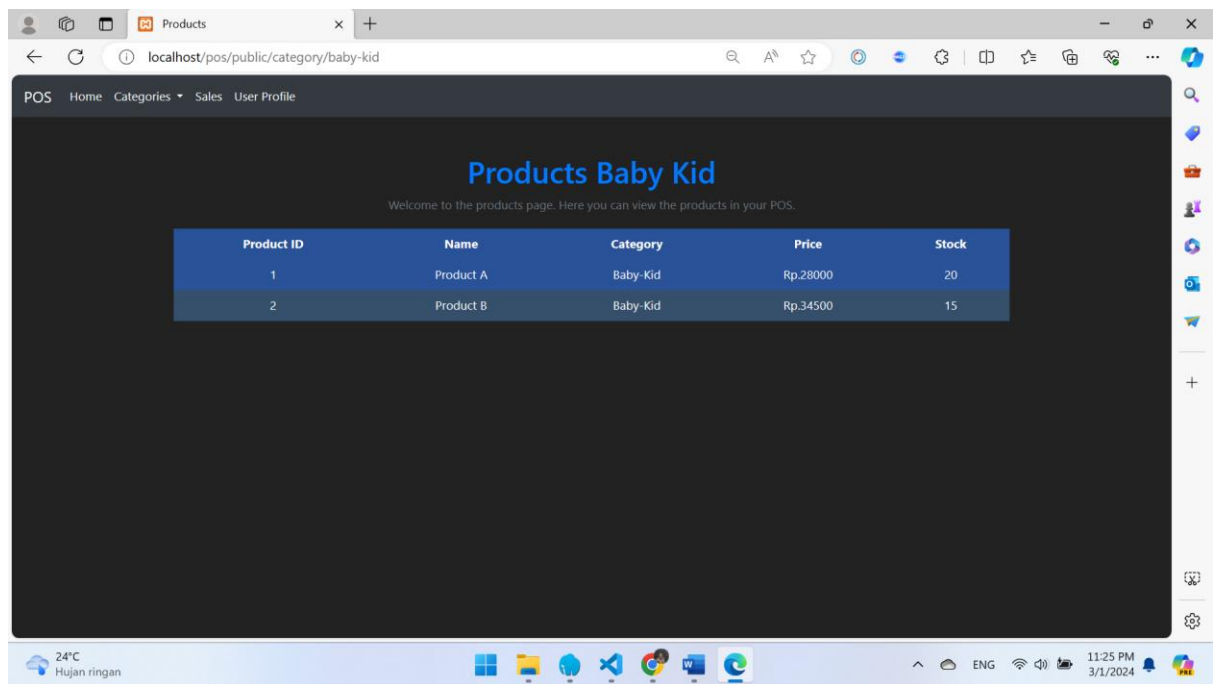 Products
localhost/pos/public/category/baby-kid
POS Home Categories Sales User Profile
Products Baby Kid
Welcome to the products page. Here you can view the products in your POS.
Product ID Name Category Price Stock
1 Product A Baby-Kid Rp.28000 20
2 Product B Baby-Kid Rp.34500 15
24°C
Hujan ringan
ENG
11:25 PM
3/1/2024